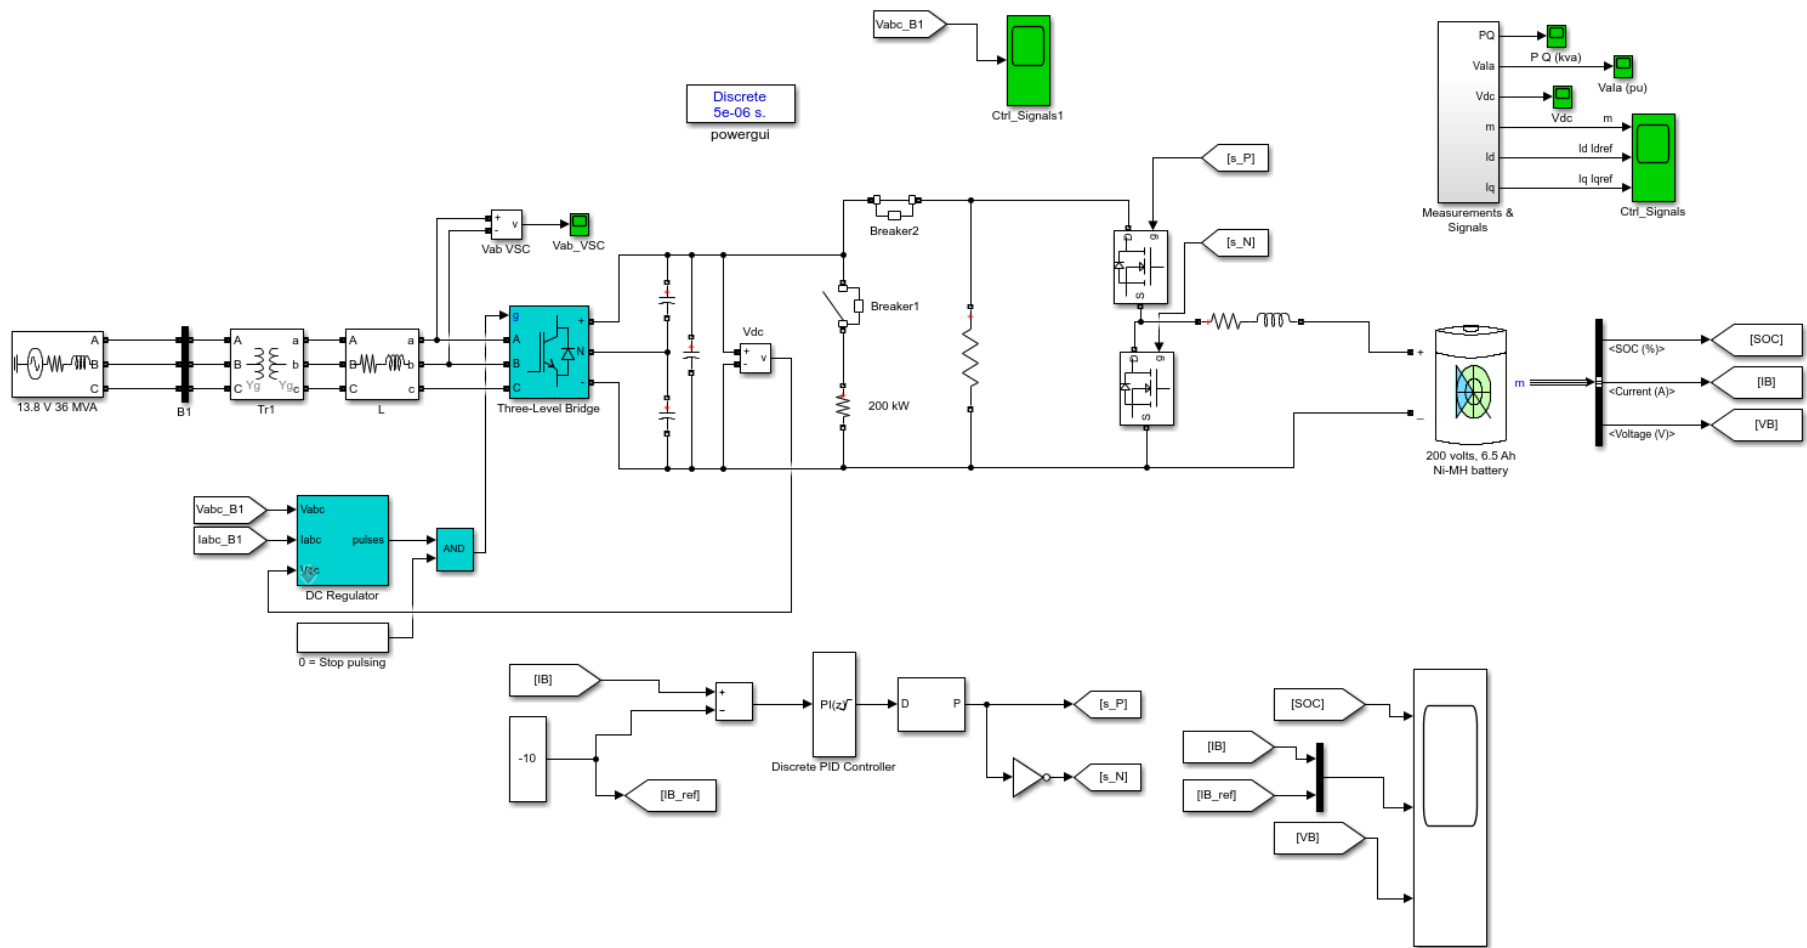 Vabc_B1
Ctrl_Signals1
Discrete
5e-06 s.
powergui
PQ
P Q (kva)
Vala
Vala (pu)
Vdc
Vdc
m
m
Id
Id Idref
Iq
Iq Iqref
Ctrl_Signals
Measurements &
Signals
[s_P]
[s_N]
Breaker2
Breaker1
200 kW
+
-
v
Vab VSC
Vab_VSC
A
B
C
13.8 V 36 MVA
B1
A
B
C
a
b
c
Yg
Yg
Tr1
A
B
C
a
b
c
L
g
A
B
C
+
N
-
Three-Level Bridge
Vdc
+
-
v
D
g
S
D
g
S
+
_
m
200 volts, 6.5 Ah
Ni-MH battery
<SOC (%)>
<Current (A)>
<Voltage (V)>
[SOC]
[IB]
[VB]
Vabc_B1
Iabc_B1
Vabc
Iabc
Vdc
pulses
DC Regulator
AND
0 = Stop pulsing
[IB]
-10
[IB_ref]
+
−
PI(z)
Discrete PID Controller
D
P
[s_P]
[s_N]
[SOC]
[IB]
[IB_ref]
[VB]